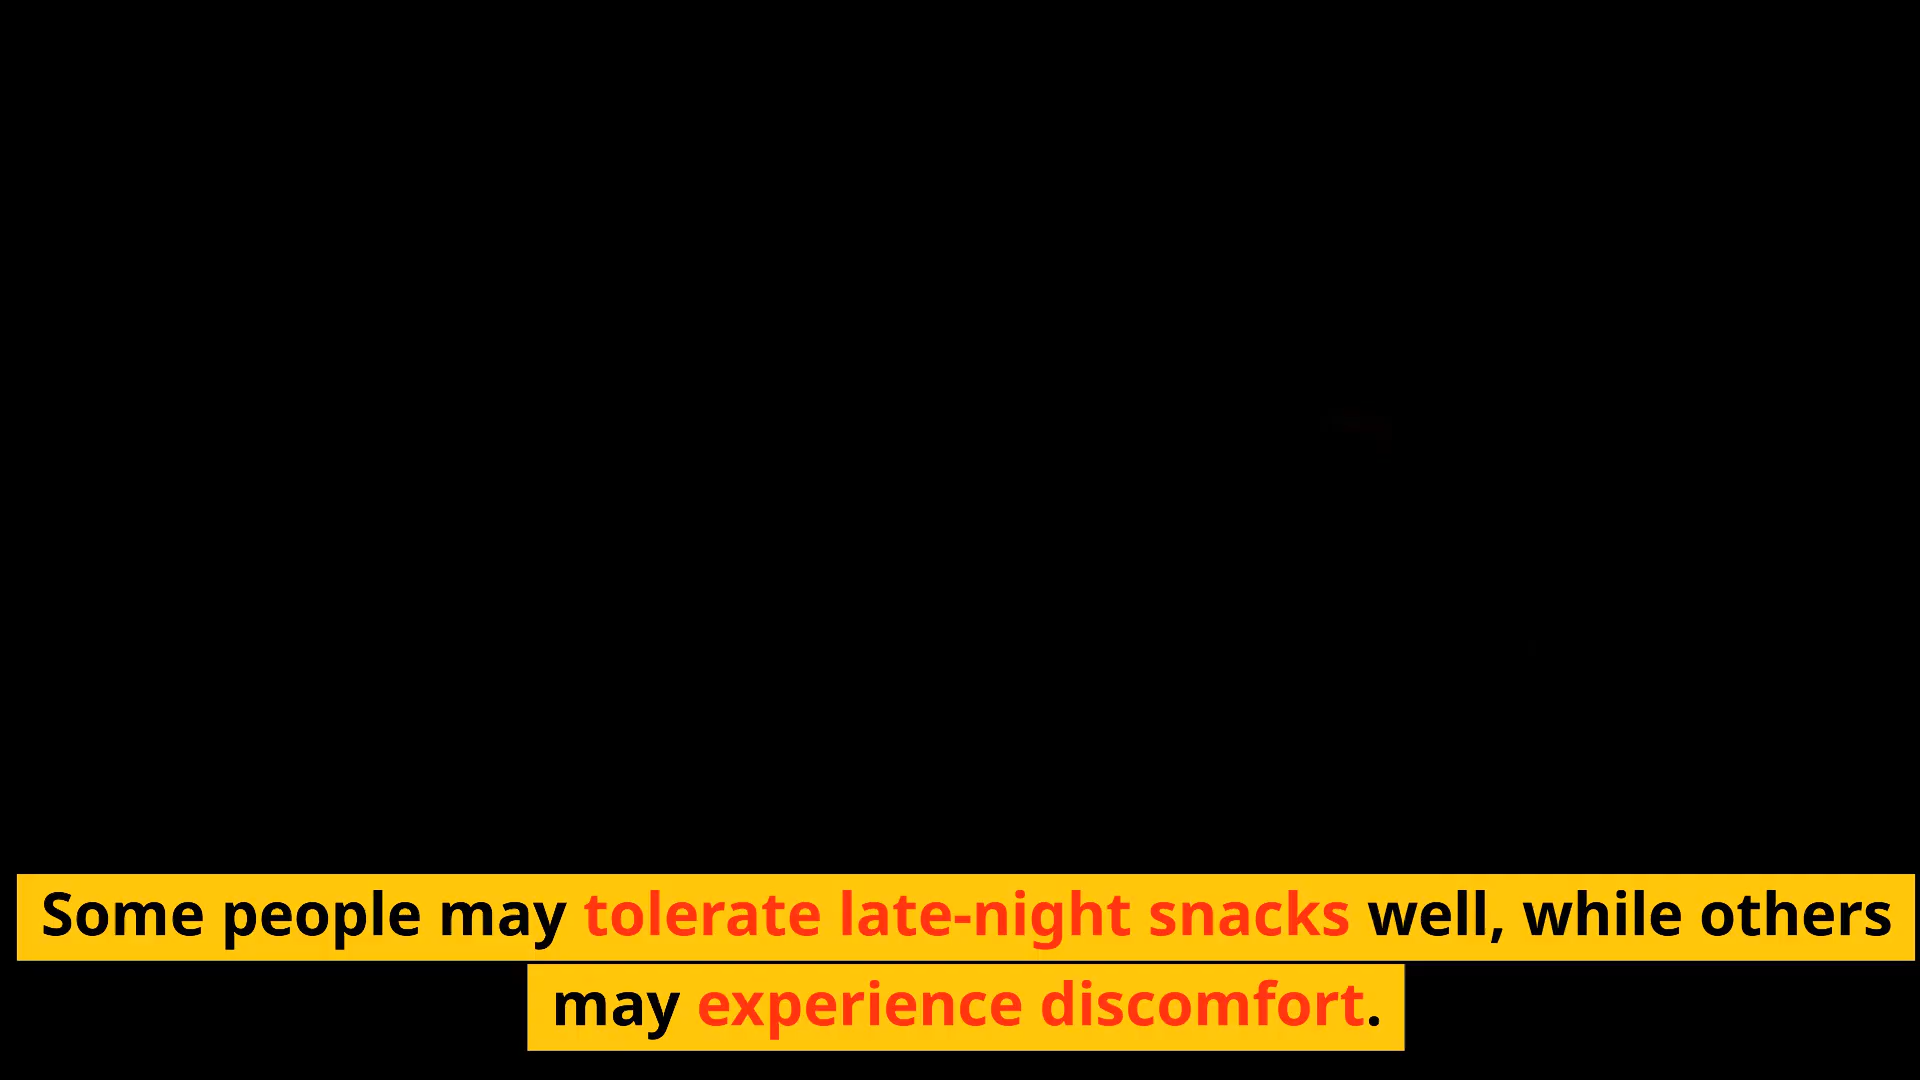 Some people may tolerate late-night snacks well, while others
may experience discomfort.